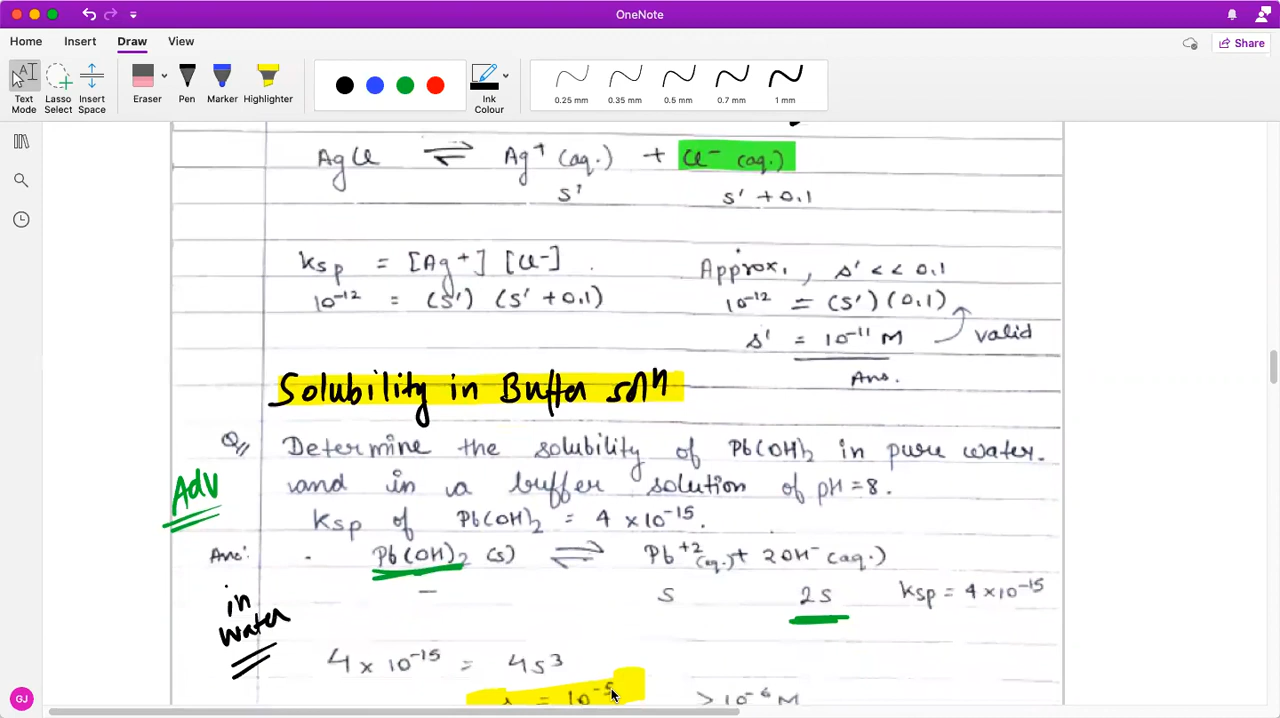 OneNote
Home Insert Draw View
Share
Text Mode
Lasso Select
Insert Space
Eraser
Pen
Marker
Highlighter
Ink Colour
0.25 mm
0.35 mm
0.5 mm
0.7 mm
1 mm
AgCl ⇌ Ag⁺ (aq.) + Cl⁻ (aq.)
s' s' + 0.1
Ksp = [Ag⁺] [Cl⁻] . Approx. , s' << 0.1
10⁻¹² = (s') (s' + 0.1) 10⁻¹² = (s') (0.1)
s' = 10⁻¹¹ M valid
Ans.
Solubility in Buffer solⁿ
Q Determine the solubility of Pb(OH)₂ in pure water.
Adv and in a buffer solution of pH = 8.
Ksp of Pb(OH)₂ = 4 × 10⁻¹⁵.
Ans: Pb(OH)₂ (s) ⇌ Pb⁺² (aq.) + 2OH⁻ (aq.)
in water – s 2s Ksp = 4 × 10⁻¹⁵
4 × 10⁻¹⁵ = 4s³
s = 10⁻⁵ > 10⁻⁶ M
GJ